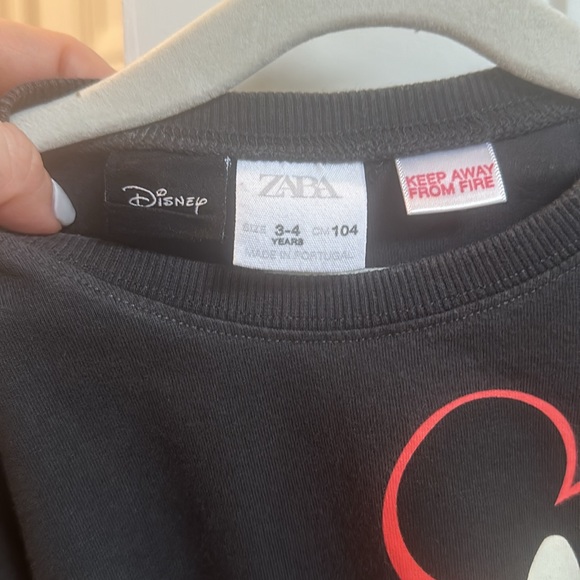 Disney
ZARA
SIZE 3-4 CM 104
YEARS
MADE IN PORTUGAL
KEEP AWAY
FROM FIRE